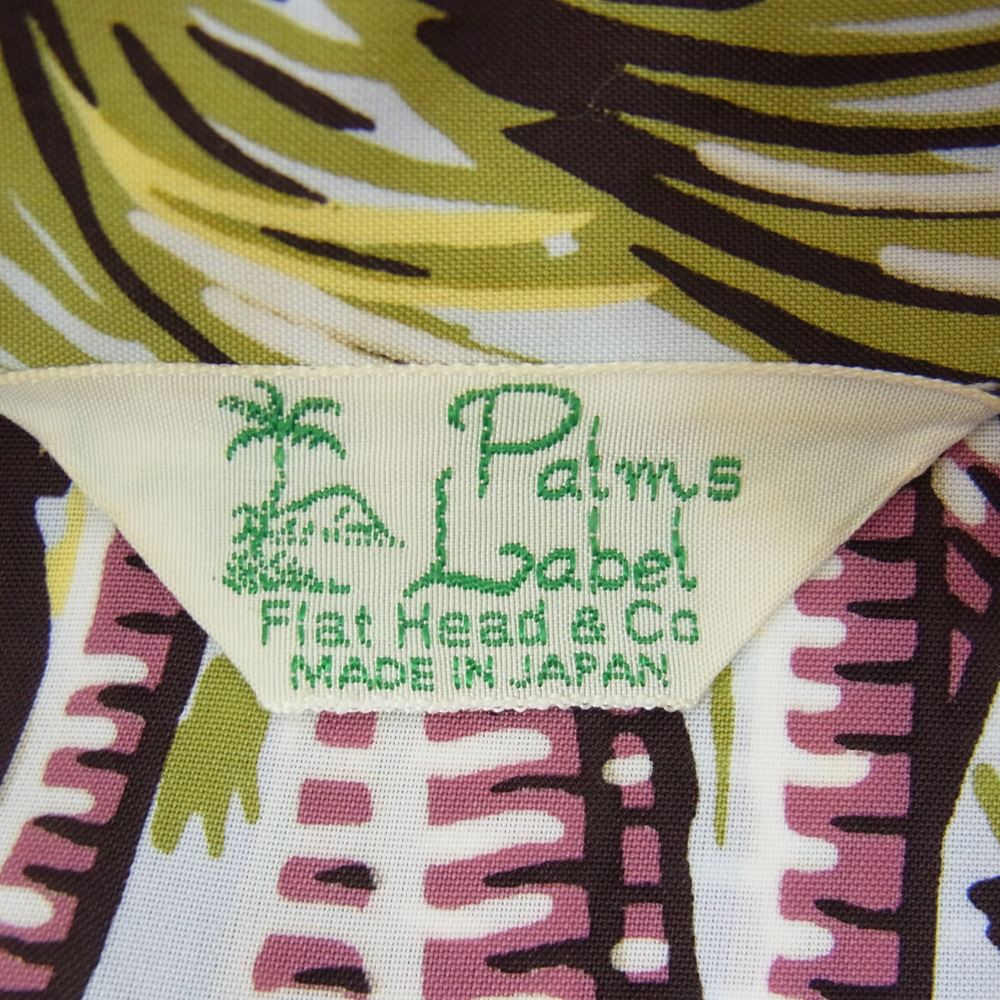 Palms
Label
Flat Head & Co
MADE IN JAPAN